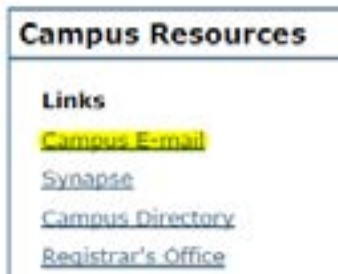 Campus Resources
Links
Campus E-mail
Synapse
Campus Directory
Registrar's Office